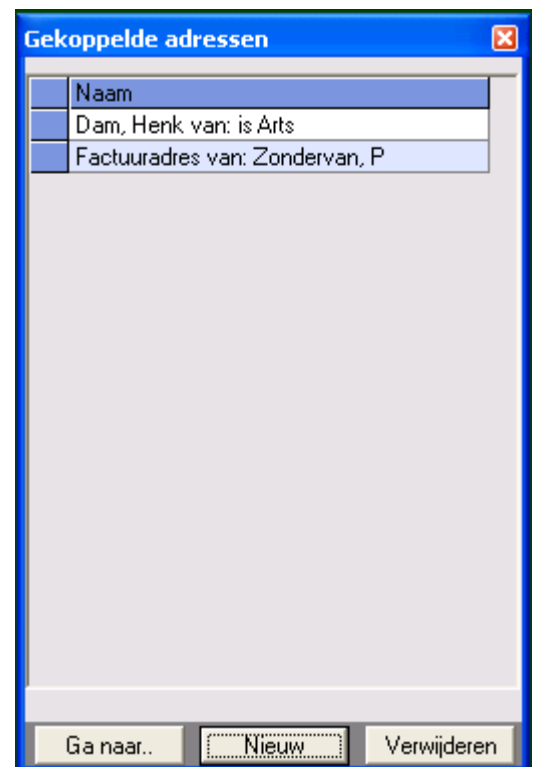 Gekoppelde adressen
Naam
Dam, Henk van: is Arts
Factuuradres van: Zondervan, P
Ga naar.. Nieuw Verwijderen